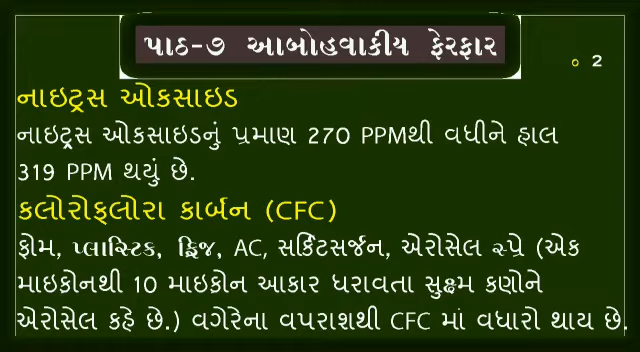 પાઠ-૭ આબોહવાકીય ફેરફાર
2
નાઇટ્રસ ઓકસાઇડ
નાઇટ્રસ ઓકસાઇડનું પ્રમાણ 270 PPMથી વધીને હાલ
319 PPM થયું છે.
કલોરોફ્લોરા કાર્બન (CFC)
ફોમ, પ્લાસ્ટિક, ફ્રિજ, AC, સર્કિટસર્જન, એરોસેલ સ્પ્રે (એક
માઇક્રોનથી 10 માઇક્રોન આકાર ધરાવતા સુક્ષ્મ કણોને
એરોસેલ કહે છે.) વગેરેના વપરાશથી CFC માં વધારો થાય છે.